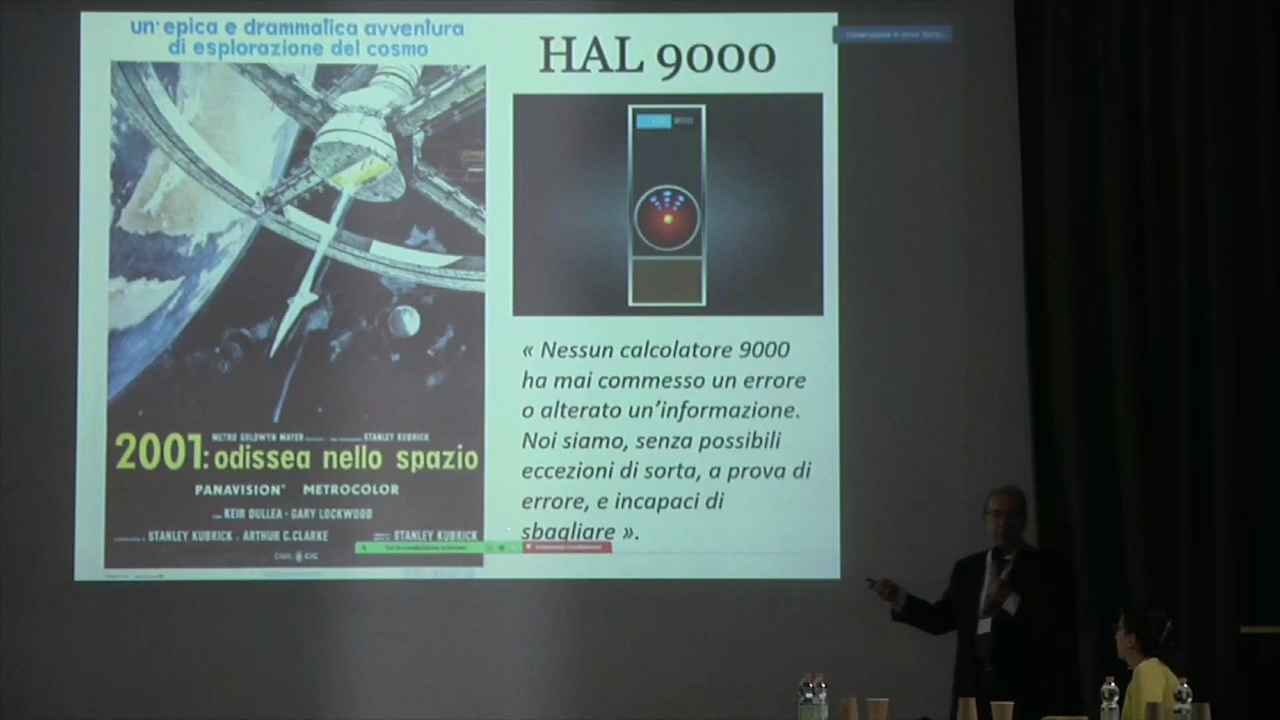 un'epica e drammatica avventura
di esplorazione del cosmo
METRO GOLDWYN MAYER STANLEY KUBRICK
2001: odissea nello spazio
PANAVISION® METROCOLOR
KEIR DULLEA - GARY LOCKWOOD
STANLEY KUBRICK ARTHUR C. CLARKE STANLEY KUBRICK
CIC
HAL 9000
9000
« Nessun calcolatore 9000
ha mai commesso un errore
o alterato un'informazione.
Noi siamo, senza possibili
eccezioni di sorta, a prova di
errore, e incapaci di
sbagliare ».